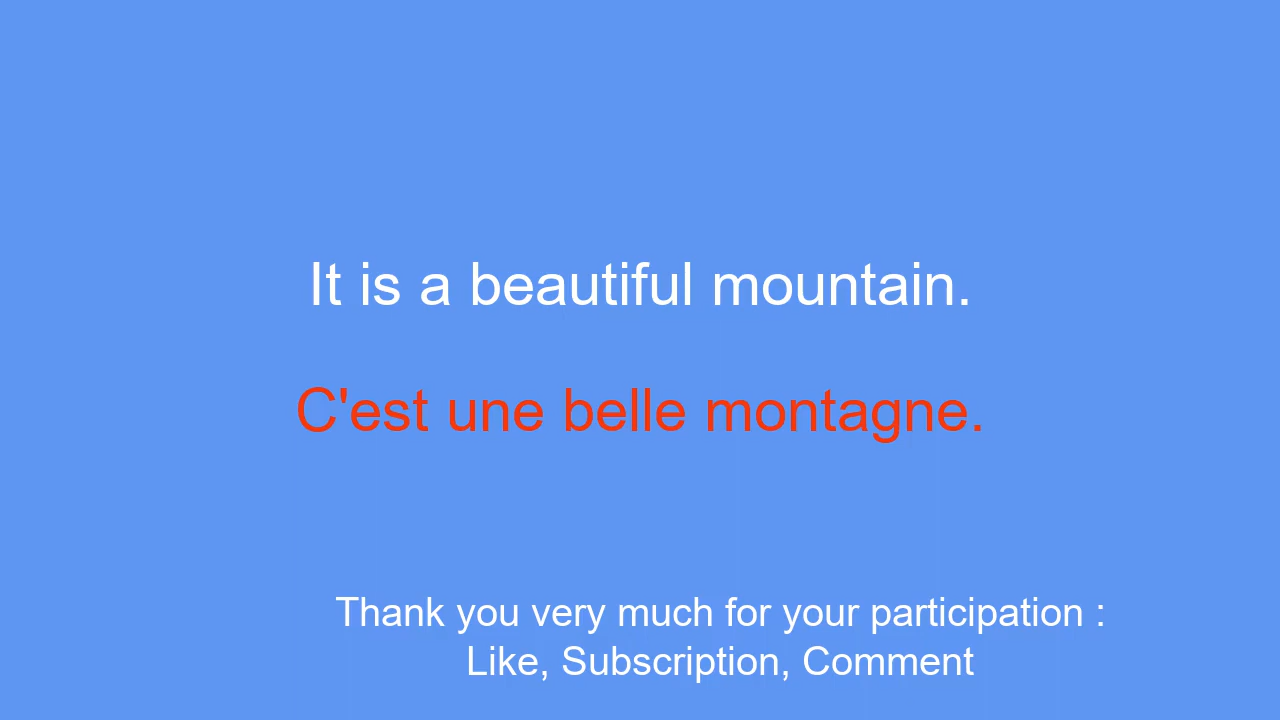 It is a beautiful mountain.
C'est une belle montagne.
Thank you very much for your participation :
Like, Subscription, Comment